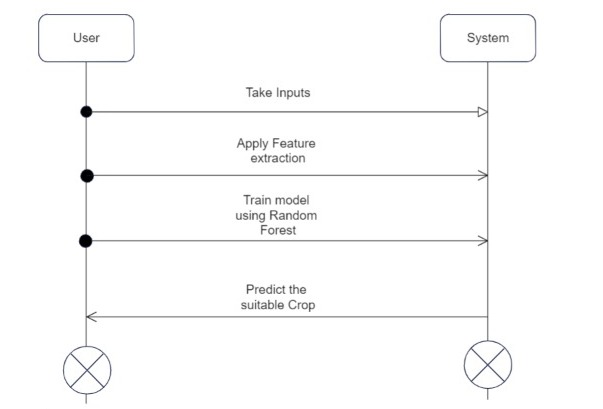 User
System
Take Inputs
Apply Feature
extraction
Train model
using Random
Forest
Predict the
suitable Crop